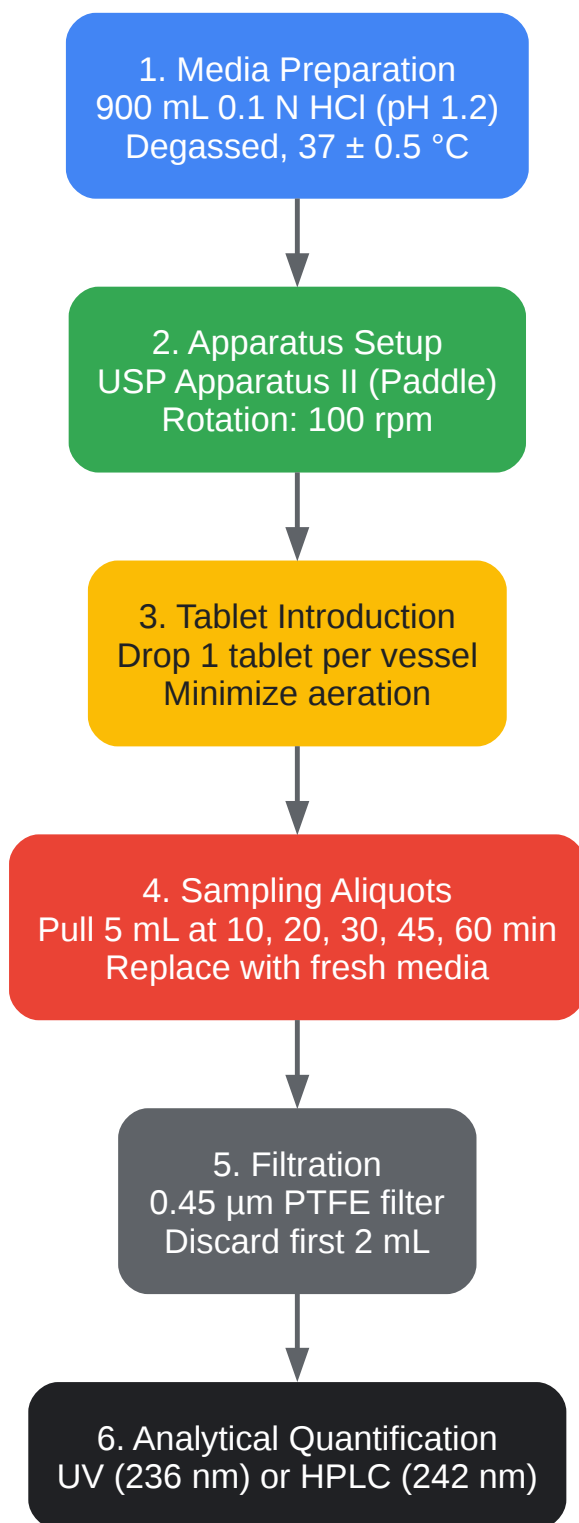 1. Media Preparation
900 mL 0.1 N HCl (pH 1.2)
Degassed, 37 ± 0.5 °C
2. Apparatus Setup
USP Apparatus II (Paddle)
Rotation: 100 rpm
3. Tablet Introduction
Drop 1 tablet per vessel
Minimize aeration
4. Sampling Aliquots
Pull 5 mL at 10, 20, 30, 45, 60 min
Replace with fresh media
5. Filtration
0.45 µm PTFE filter
Discard first 2 mL
6. Analytical Quantification
UV (236 nm) or HPLC (242 nm)